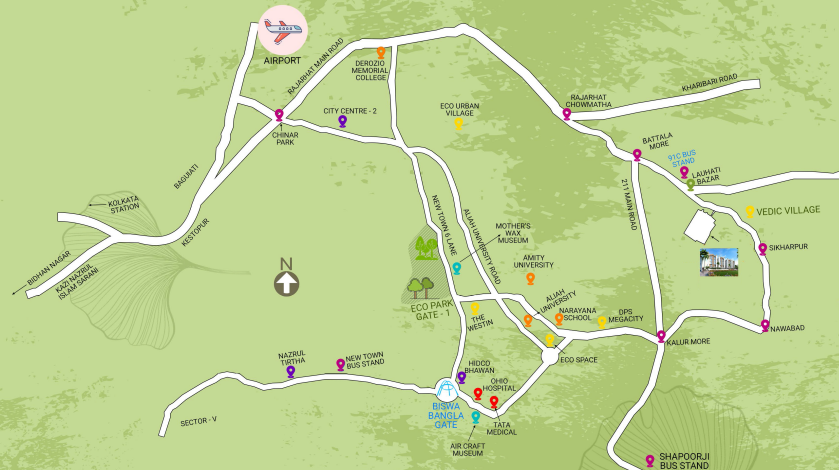 AIRPORT
RAJARHAT MAIN ROAD
DEROZIO
MEMORIAL
COLLEGE
KHARIBARI ROAD
CITY CENTRE - 2
ECO URBAN
VILLAGE
RAJARHAT
CHOWMATHA
CHINAR
PARK
BATTALA
MORE
91C BUS
STAND
LAUHATI
BAZAR
BAGUIATI
KOLKATA
STATION
KESTOPUR
211 MAIN ROAD
VEDIC VILLAGE
NEW TOWN 6 LANE
ALIAH UNIVERSITY ROAD
MOTHER'S
WAX
MUSEUM
SIKHARPUR
BIDHAN NAGAR
KAZI NAZRUL
ISLAM SARANI
N
AMITY
UNIVERSITY
ECO PARK
GATE - 1
ALIAH
UNIVERSITY
THE
WESTIN
NARAYANA
SCHOOL
DPS
MEGACITY
NAWABAD
KALUR MORE
ECO SPACE
NAZRUL
TIRTHA
NEW TOWN
BUS STAND
HIDCO
BHAWAN
OHIO
HOSPITAL
BISWA
BANGLA
GATE
SECTOR - V
TATA
MEDICAL
AIR CRAFT
MUSEUM
SHAPOORJI
BUS STAND